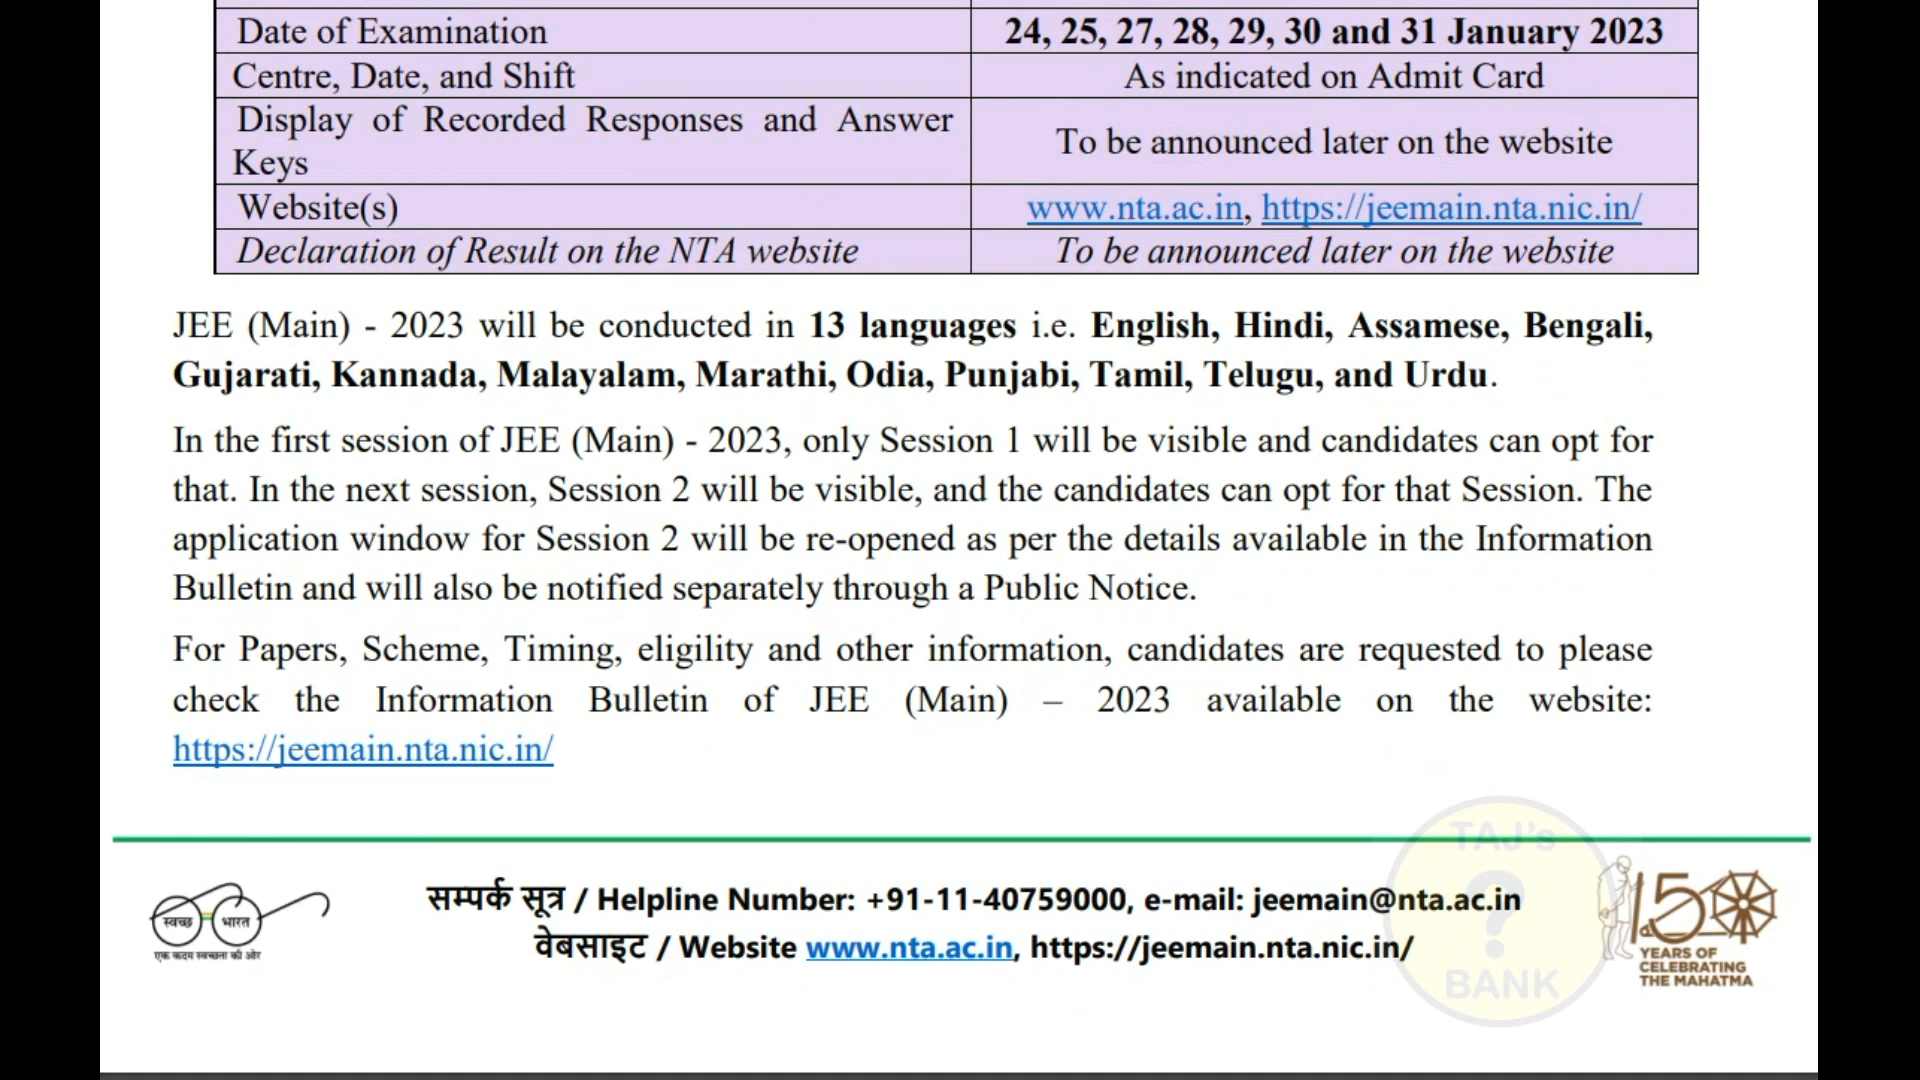 Date of Examination
24, 25, 27, 28, 29, 30 and 31 January 2023
Centre, Date, and Shift
As indicated on Admit Card
Display of Recorded Responses and Answer
Keys
To be announced later on the website
Website(s)
www.nta.ac.in, https://jeemain.nta.nic.in/
Declaration of Result on the NTA website
To be announced later on the website
JEE (Main) - 2023 will be conducted in 13 languages i.e. English, Hindi, Assamese, Bengali,
Gujarati, Kannada, Malayalam, Marathi, Odia, Punjabi, Tamil, Telugu, and Urdu.
In the first session of JEE (Main) - 2023, only Session 1 will be visible and candidates can opt for
that. In the next session, Session 2 will be visible, and the candidates can opt for that Session. The
application window for Session 2 will be re-opened as per the details available in the Information
Bulletin and will also be notified separately through a Public Notice.
For Papers, Scheme, Timing, eligility and other information, candidates are requested to please
check the Information Bulletin of JEE (Main) – 2023 available on the website:
https://jeemain.nta.nic.in/
स्वच्छ भारत
एक कदम स्वच्छता की ओर
सम्पर्क सूत्र / Helpline Number: +91-11-40759000, e-mail: jeemain@nta.ac.in
वेबसाइट / Website www.nta.ac.in, https://jeemain.nta.nic.in/
TAJ's
?
BANK
150
YEARS OF
CELEBRATING
THE MAHATMA